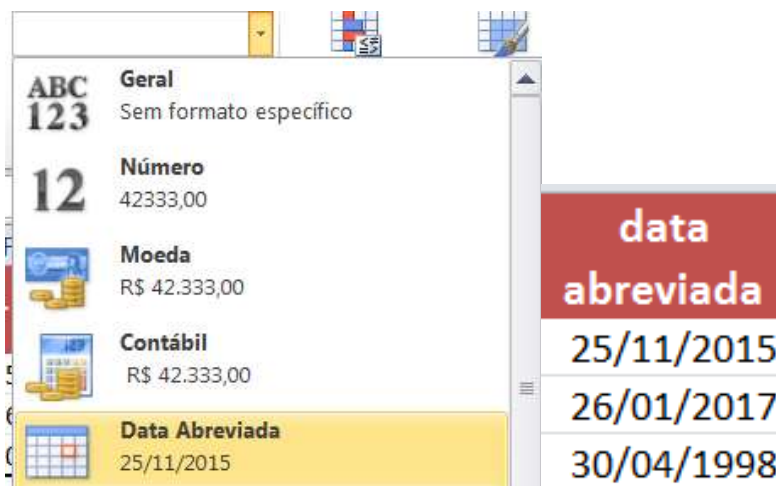 ABC
123
Geral
Sem formato específico
12
Número
42333,00
Moeda
R$ 42.333,00
Contábil
R$ 42.333,00
Data Abreviada
25/11/2015
data
abreviada
25/11/2015
26/01/2017
30/04/1998